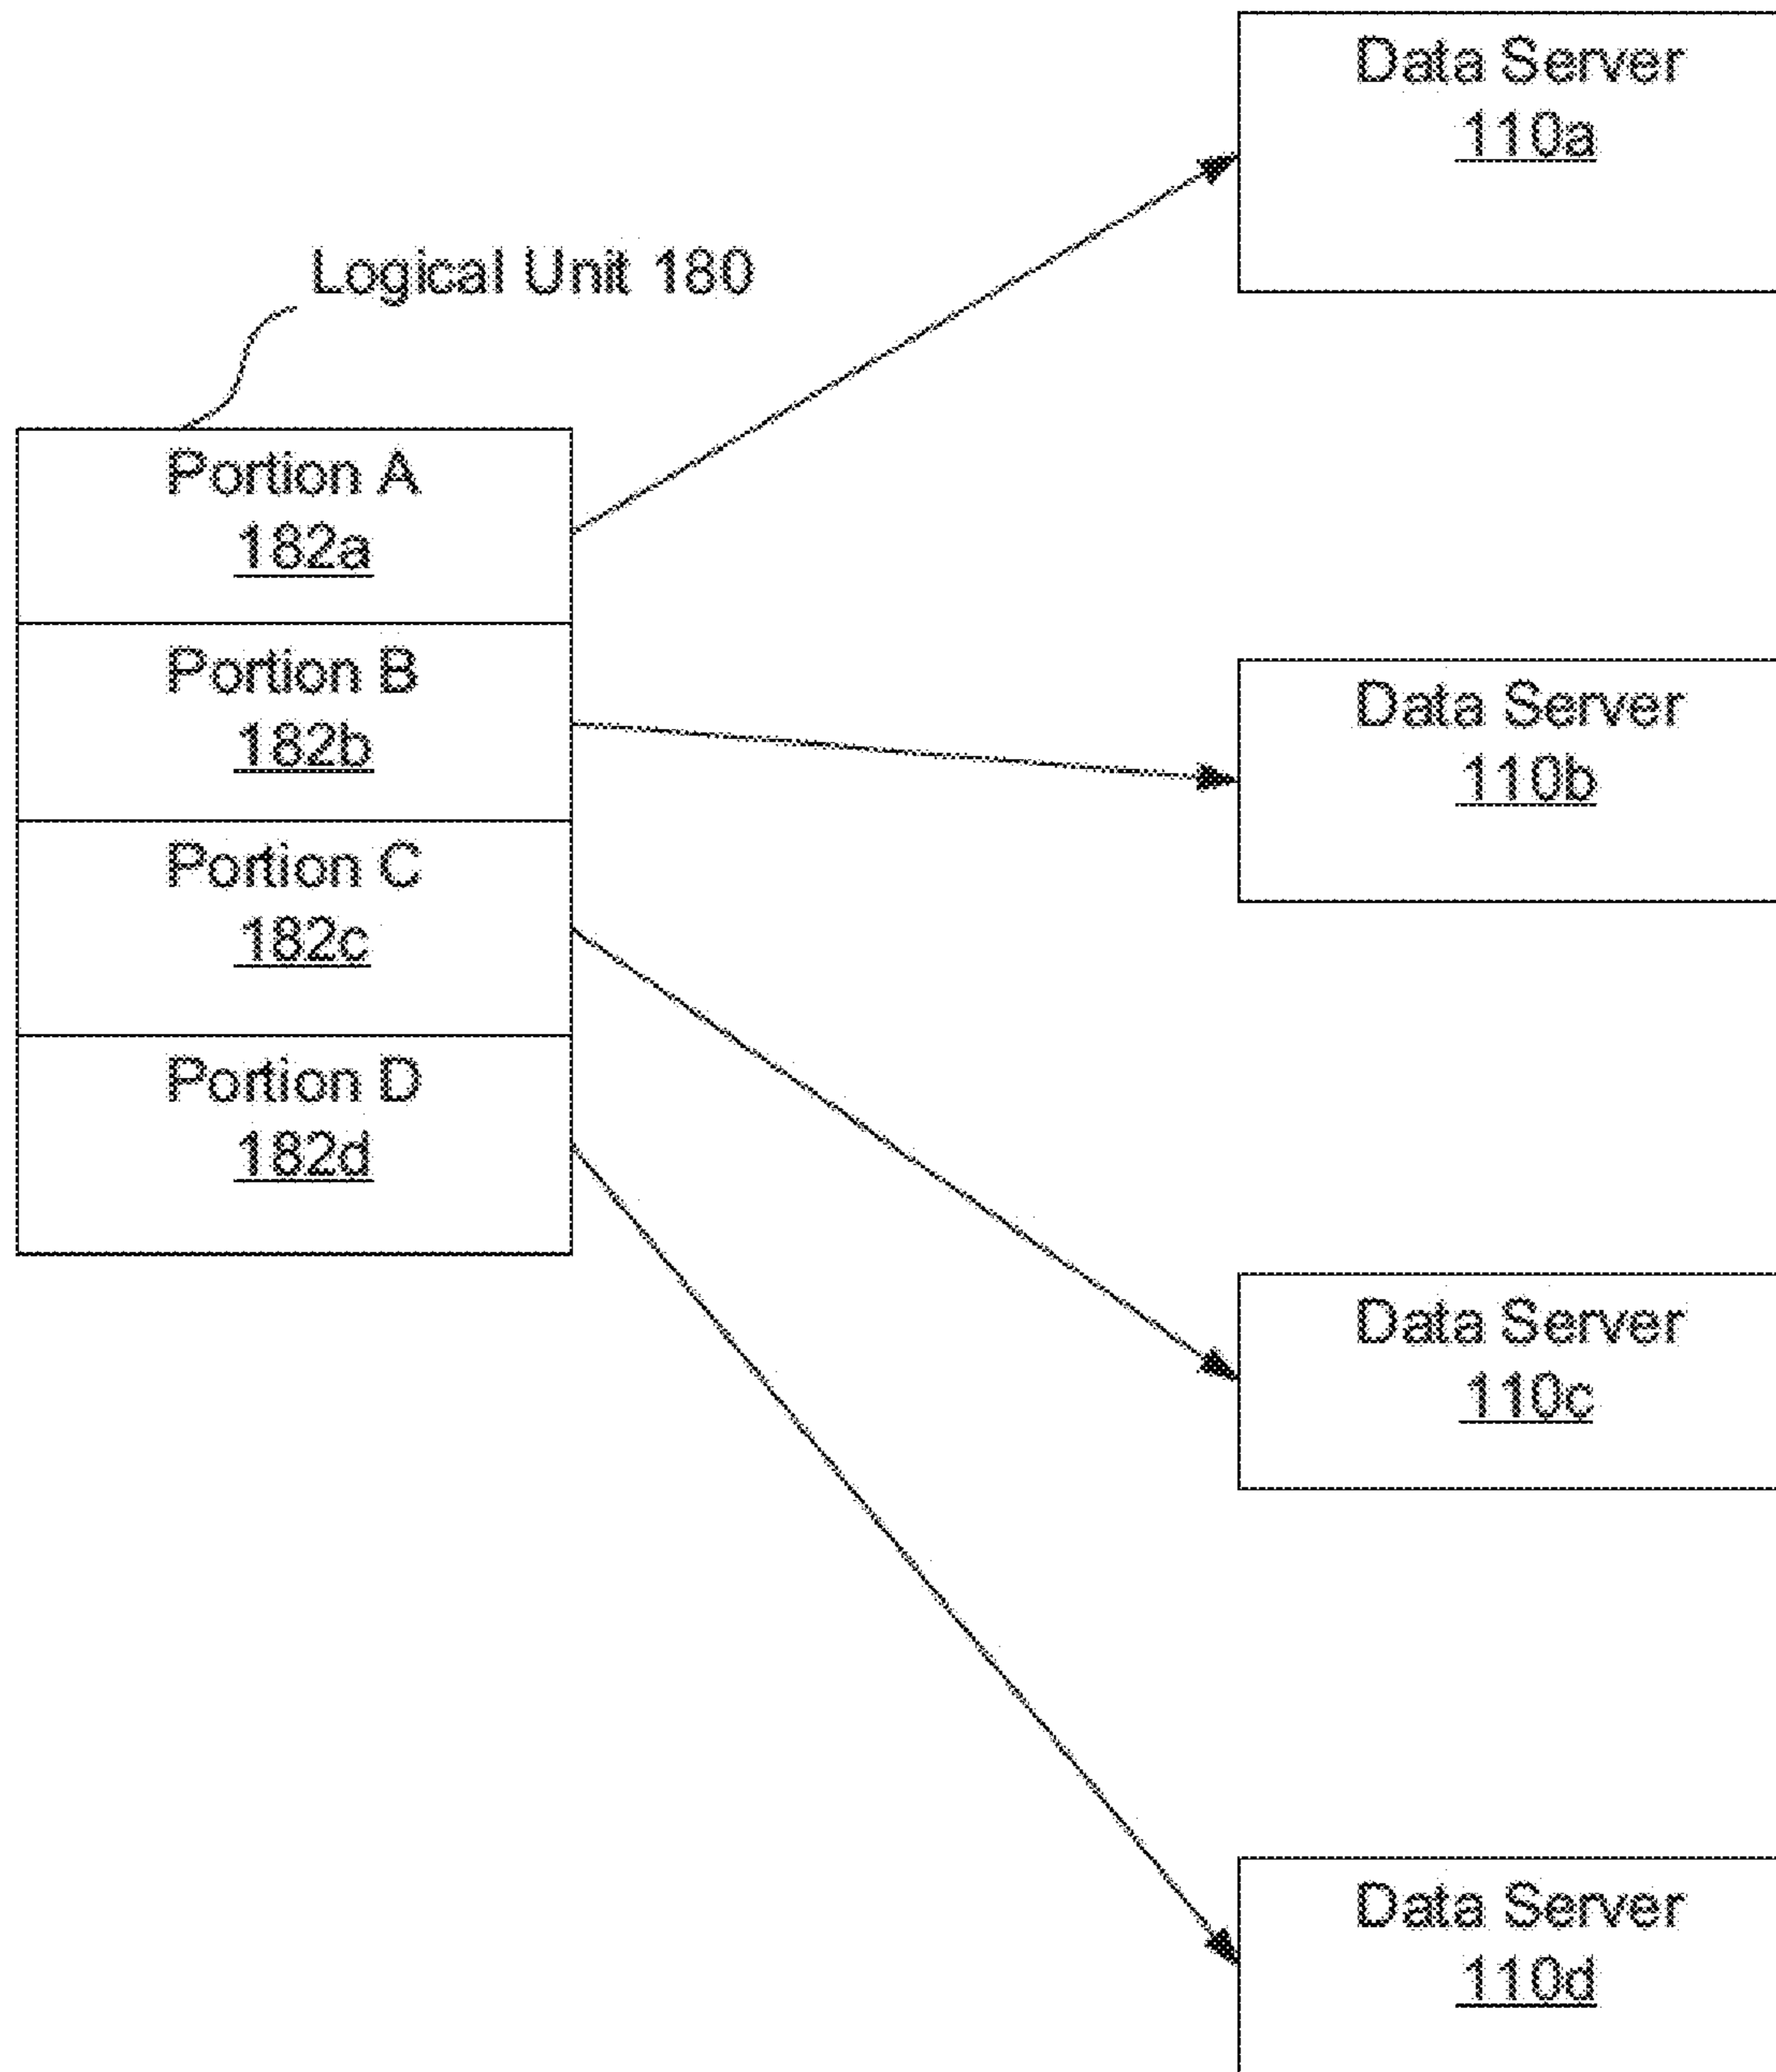 Logical Unit 180
Portion A
182a
Portion B
182b
Portion C
182c
Portion D
182d
Data Server
110a
Data Server
110b
Data Server
110c
Data Server
110d